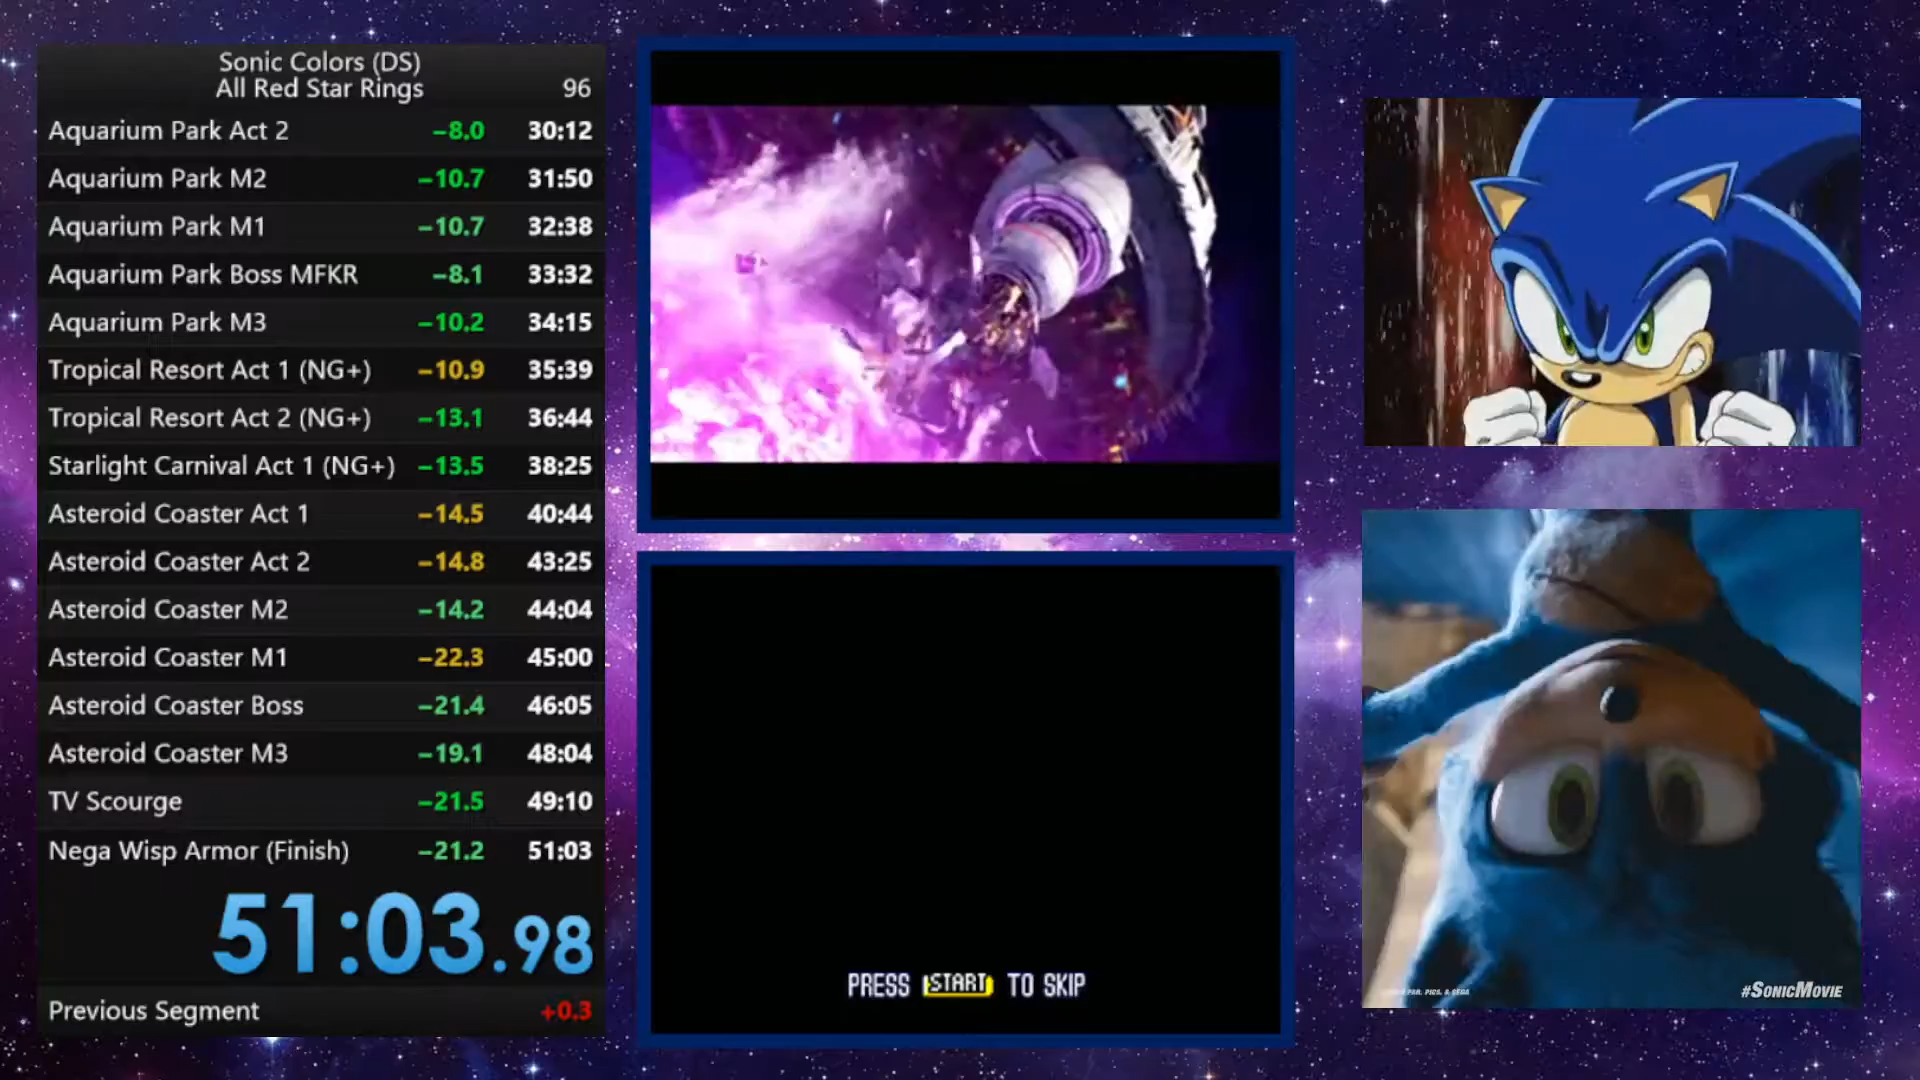 Sonic Colors (DS)
All Red Star Rings 96
Aquarium Park Act 2 −8.0 30:12
Aquarium Park M2 −10.7 31:50
Aquarium Park M1 −10.7 32:38
Aquarium Park Boss MFKR −8.1 33:32
Aquarium Park M3 −10.2 34:15
Tropical Resort Act 1 (NG+) −10.9 35:39
Tropical Resort Act 2 (NG+) −13.1 36:44
Starlight Carnival Act 1 (NG+) −13.5 38:25
Asteroid Coaster Act 1 −14.5 40:44
Asteroid Coaster Act 2 −14.8 43:25
Asteroid Coaster M2 −14.2 44:04
Asteroid Coaster M1 −22.3 45:00
Asteroid Coaster Boss −21.4 46:05
Asteroid Coaster M3 −19.1 48:04
TV Scourge −21.5 49:10
Nega Wisp Armor (Finish) −21.2 51:03
51:03.98
Previous Segment +0.3
PRESS START TO SKIP
PAR. PICS. & SEGA
#SONICMOVIE